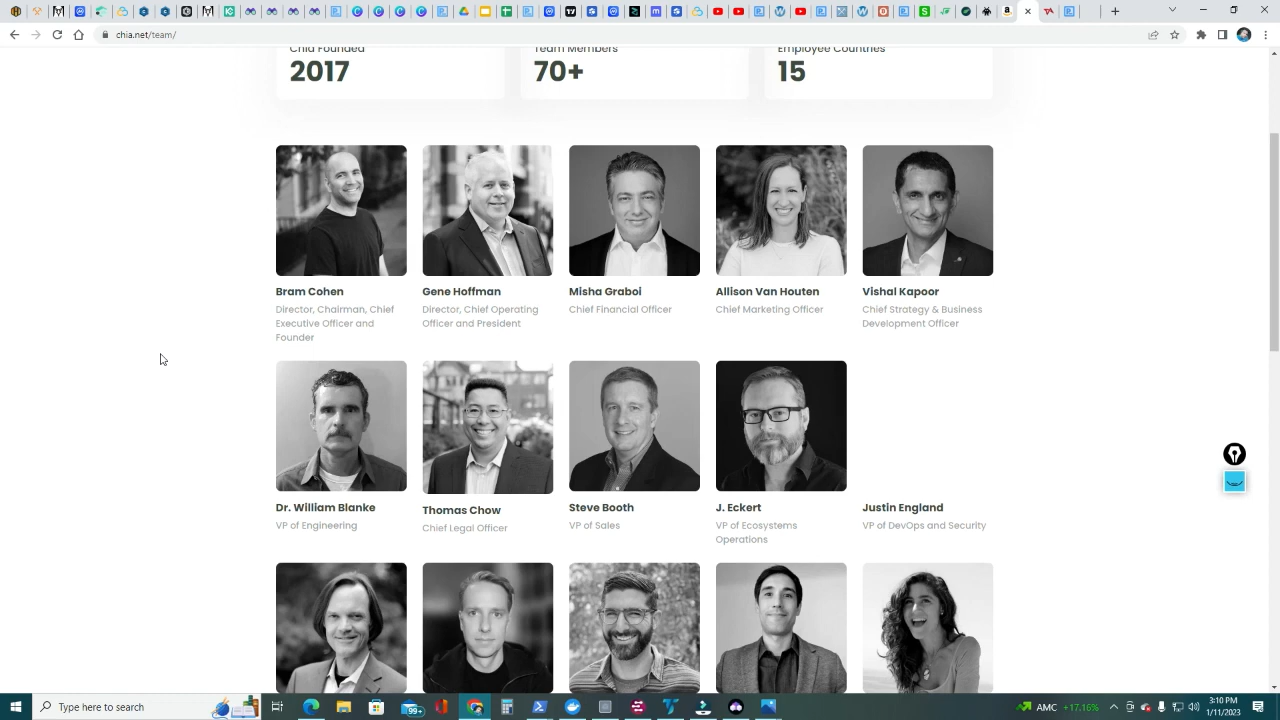 chia.net/team/
Chia Founded
Team Members
Employee Countries
2017
70+
15
Bram Cohen
Director, Chairman, Chief
Executive Officer and
Founder
Gene Hoffman
Director, Chief Operating
Officer and President
Misha Graboi
Chief Financial Officer
Allison Van Houten
Chief Marketing Officer
Vishal Kapoor
Chief Strategy & Business
Development Officer
Dr. William Blanke
VP of Engineering
Thomas Chow
Chief Legal Officer
Steve Booth
VP of Sales
J. Eckert
VP of Ecosystems
Operations
Justin England
VP of DevOps and Security
Type here to search
99+
AMC +17.16%
3:10 PM
1/11/2023